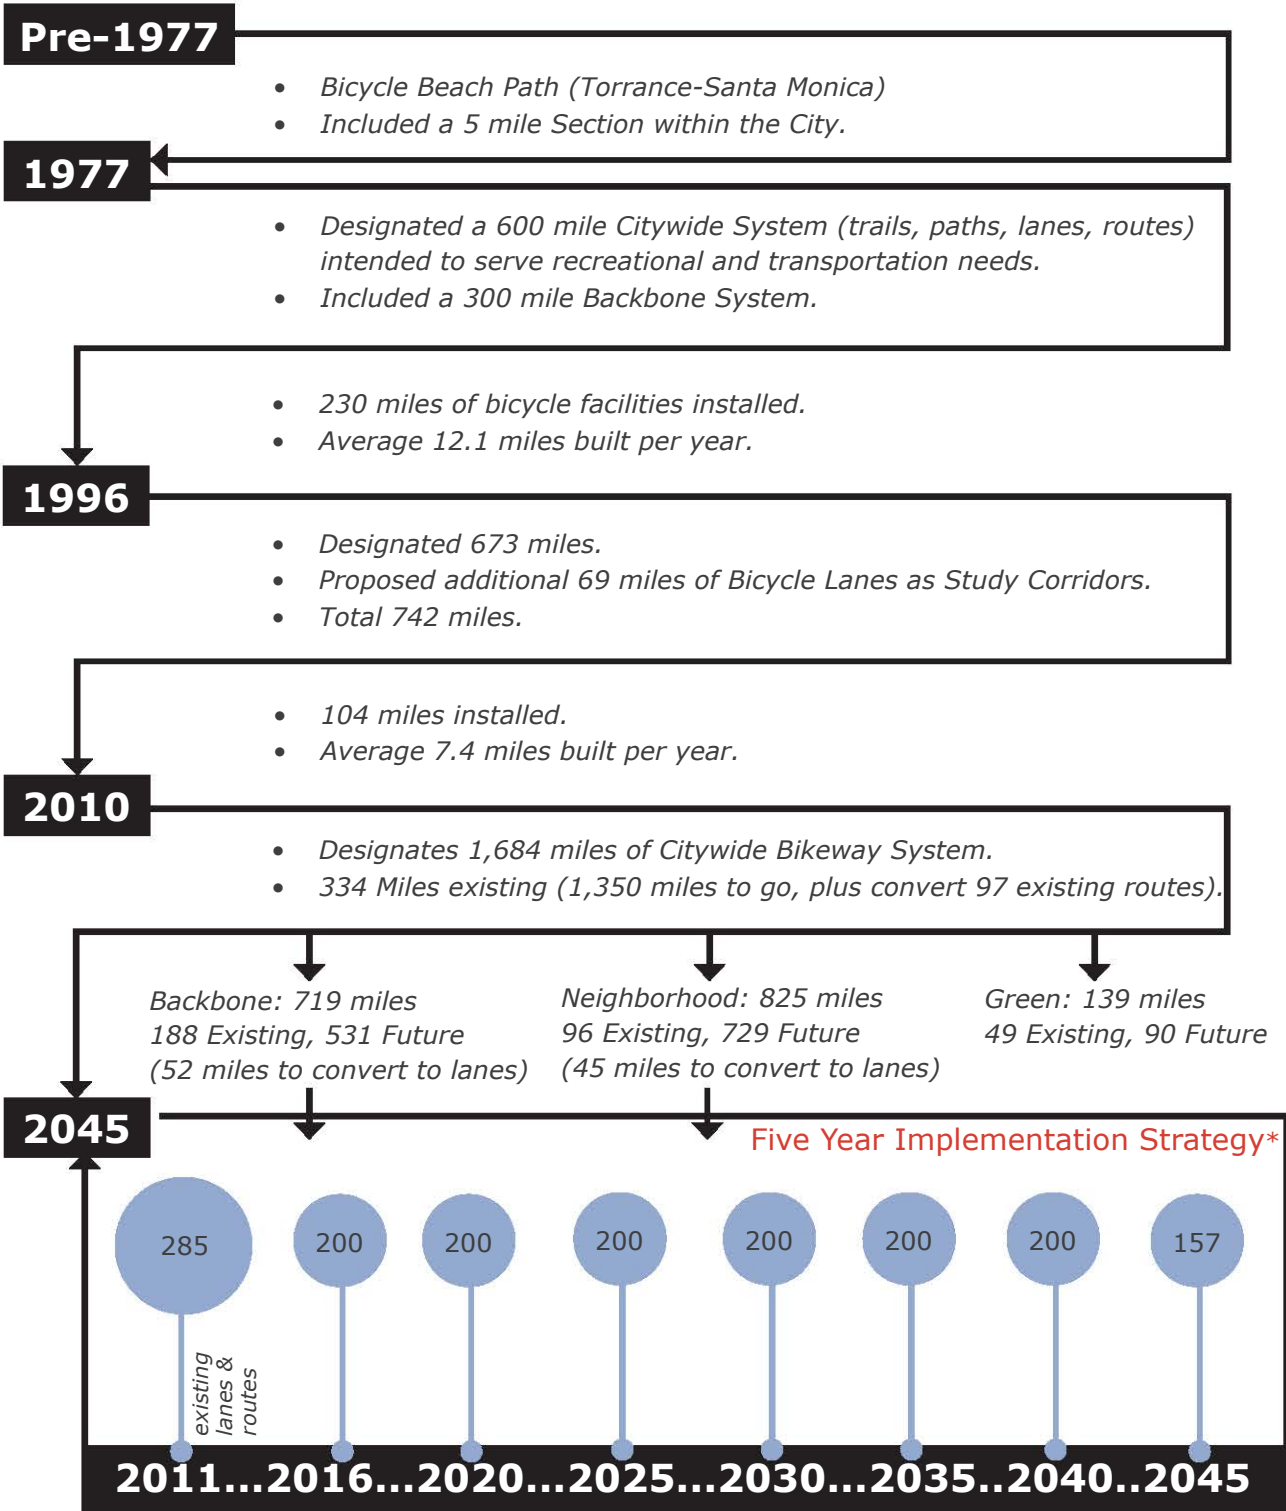 Pre-1977
• Bicycle Beach Path (Torrance-Santa Monica)
• Included a 5 mile Section within the City.
1977
• Designated a 600 mile Citywide System (trails, paths, lanes, routes)
intended to serve recreational and transportation needs.
• Included a 300 mile Backbone System.
• 230 miles of bicycle facilities installed.
• Average 12.1 miles built per year.
1996
• Designated 673 miles.
• Proposed additional 69 miles of Bicycle Lanes as Study Corridors.
• Total 742 miles.
• 104 miles installed.
• Average 7.4 miles built per year.
2010
• Designates 1,684 miles of Citywide Bikeway System.
• 334 Miles existing (1,350 miles to go, plus convert 97 existing routes).
Backbone: 719 miles
188 Existing, 531 Future
(52 miles to convert to lanes)
Neighborhood: 825 miles
96 Existing, 729 Future
(45 miles to convert to lanes)
Green: 139 miles
49 Existing, 90 Future
2045
Five Year Implementation Strategy*
285 200 200 200 200 200 200 157
existing
lanes &
routes
2011...2016...2020...2025...2030...2035..2040..2045